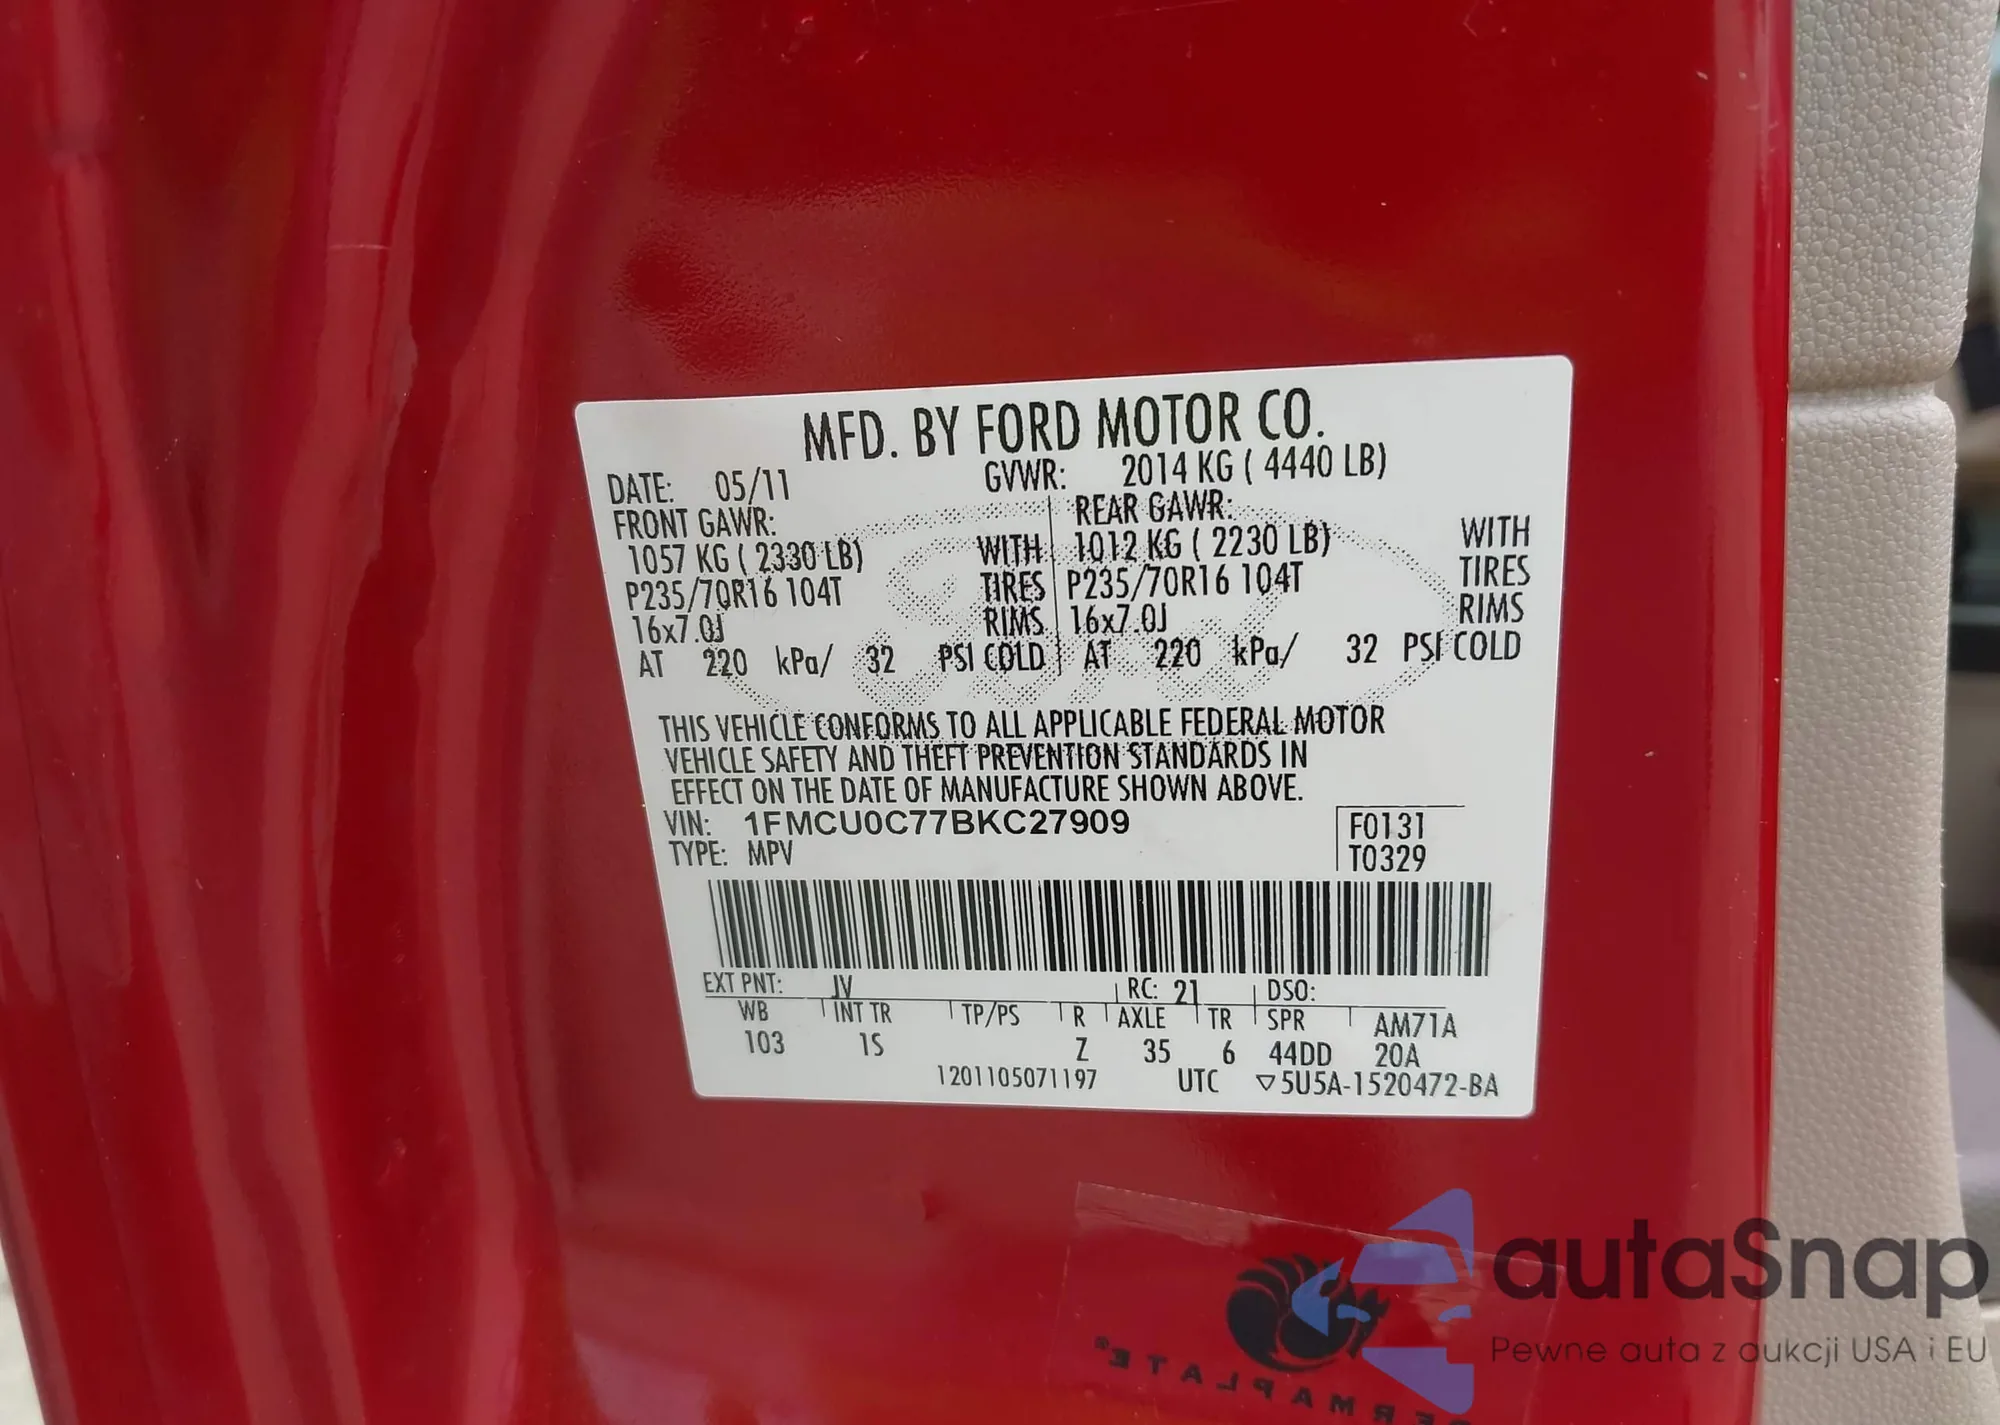 MFD. BY FORD MOTOR CO.
DATE: 05/11 GVWR: 2014 KG ( 4440 LB)
FRONT GAWR: REAR GAWR:
1057 KG ( 2330 LB) WITH 1012 KG ( 2230 LB) WITH
P235/70R16 104T TIRES P235/70R16 104T TIRES
16x7.0J RIMS 16x7.0J RIMS
AT 220 kPa/ 32 PSI COLD AT 220 kPa/ 32 PSI COLD
THIS VEHICLE CONFORMS TO ALL APPLICABLE FEDERAL MOTOR
VEHICLE SAFETY AND THEFT PREVENTION STANDARDS IN
EFFECT ON THE DATE OF MANUFACTURE SHOWN ABOVE.
VIN: 1FMCU0C77BKC27909 F0131
TYPE: MPV T0329
EXT PNT: JV RC: 21 DSO:
WB INT TR TP/PS R AXLE TR SPR AM71A
103 1S Z 35 6 44DD 20A
1201105071197 UTC ▽5U5A-1520472-BA
autaSnap
Pewne auta z aukcji USA i EU
ERMAPLATE®